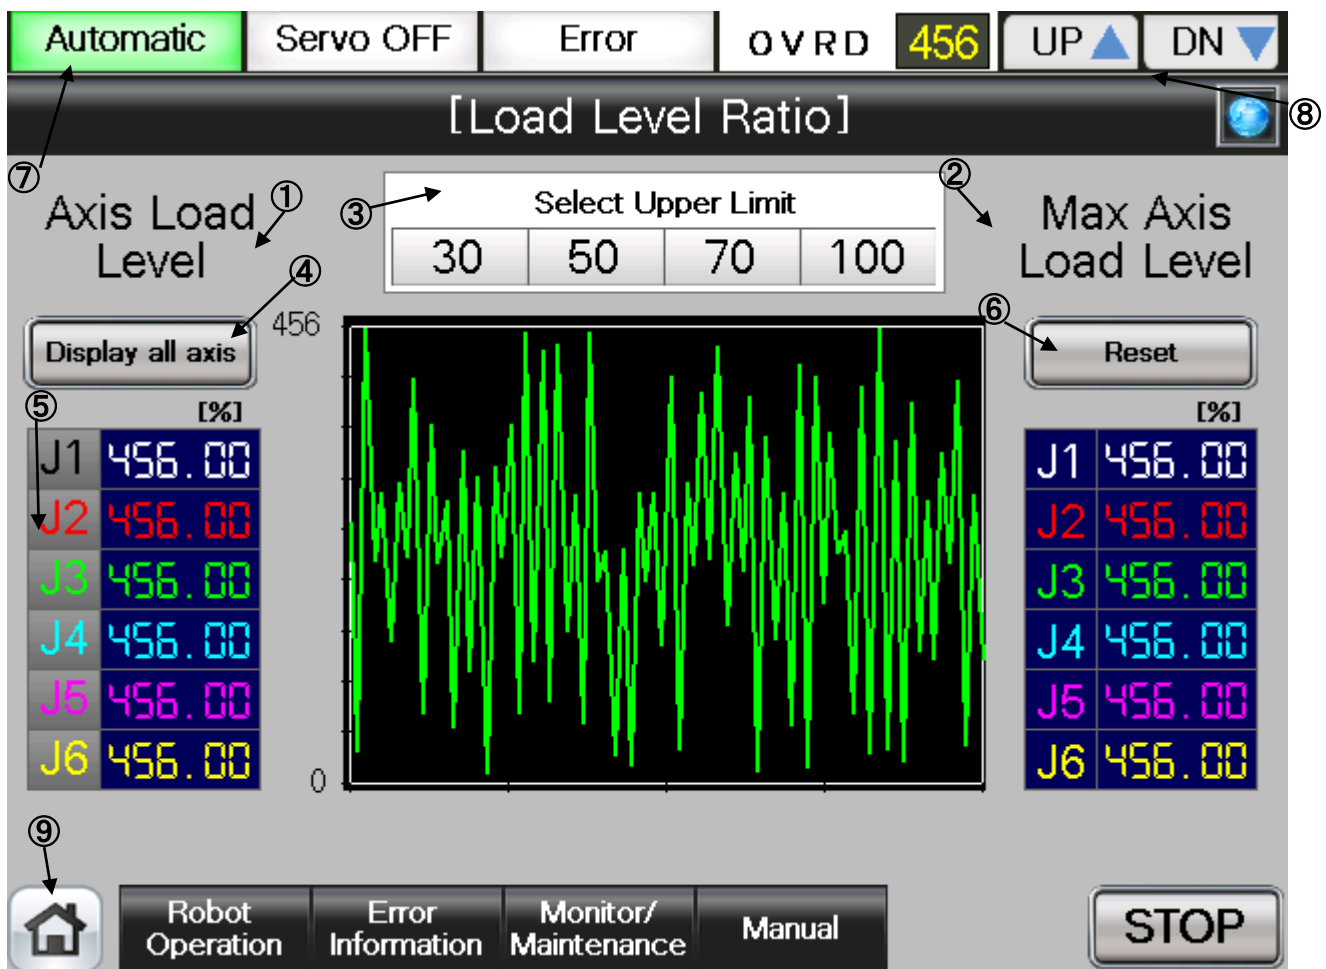 Automatic Servo OFF Error OVRD 456 UP DN
[Load Level Ratio]
⑧
⑦
Axis Load
Level
①
③
Select Upper Limit
30 50 70 100
②
Max Axis
Load Level
④
Display all axis
456
0
⑥
Reset
⑤
[%]
J1 456.00
J2 456.00
J3 456.00
J4 456.00
J5 456.00
J6 456.00
[%]
J1 456.00
J2 456.00
J3 456.00
J4 456.00
J5 456.00
J6 456.00
⑨
Robot
Operation
Error
Information
Monitor/
Maintenance
Manual
STOP